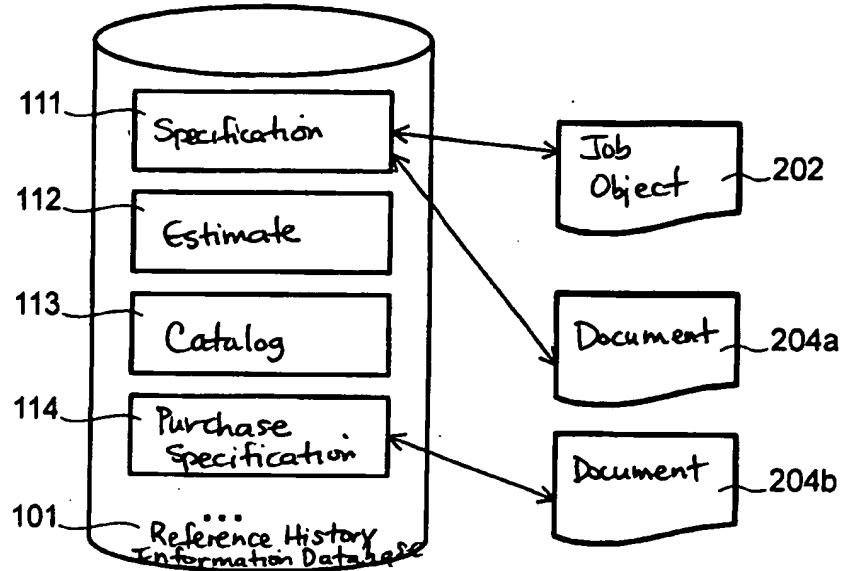 111
Specification
112
Estimate
113
Catalog
114
Purchase
Specification
101
...
Reference History
Information Database
Job
Object
202
Document
204a
Document
204b